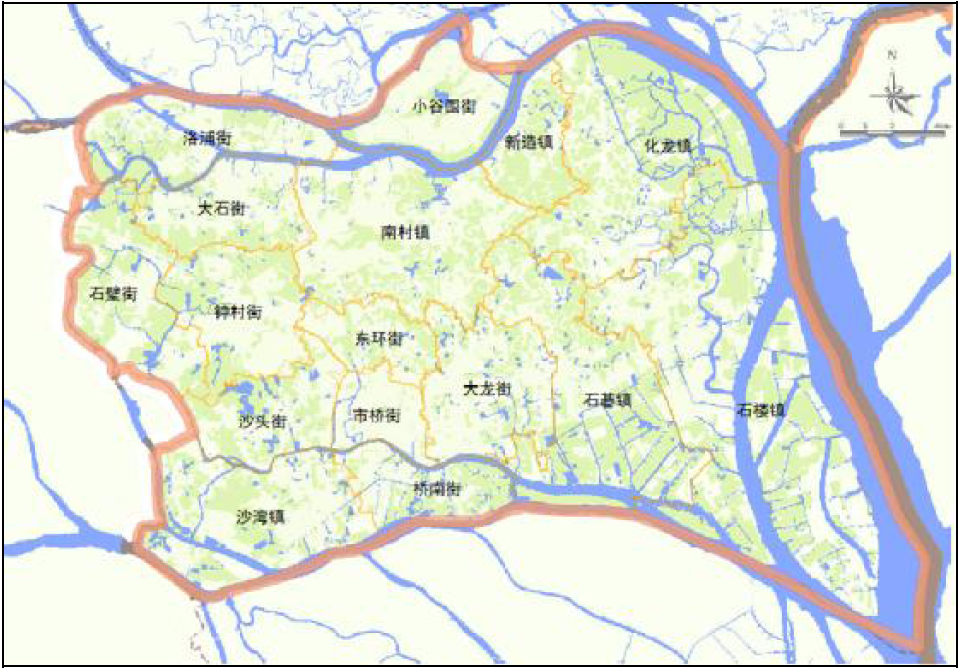 N
小谷围街
洛浦街
新造镇
化龙镇
大石街
南村镇
石壁街
钟村街
东环街
大龙街
石碁镇
石楼镇
沙头街
市桥街
桥南街
沙湾镇